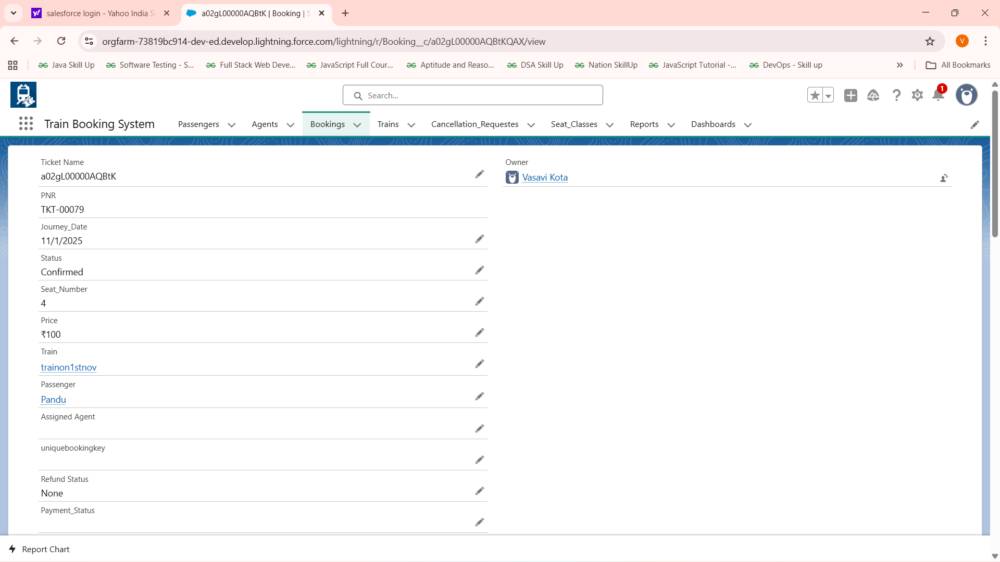 salesforce login - Yahoo India S
a02gL00000AQBtK | Booking | S
orgfarm-73819bc914-dev-ed.develop.lightning.force.com/lightning/r/Booking__c/a02gL00000AQBtKQAX/view
V
Java Skill Up
Software Testing - S...
Full Stack Web Deve...
JavaScript Full Cour...
Aptitude and Reaso...
DSA Skill Up
Nation SkillUp
JavaScript Tutorial -...
DevOps - Skill up
All Bookmarks
Search...
1
Train Booking System
Passengers
Agents
Bookings
Trains
Cancellation_Requestes
Seat_Classes
Reports
Dashboards
Ticket Name
a02gL00000AQBtK
Owner
Vasavi Kota
PNR
TKT-00079
Journey_Date
11/1/2025
Status
Confirmed
Seat_Number
4
Price
₹100
Train
trainon1stnov
Passenger
Pandu
Assigned Agent
uniquebookingkey
Refund Status
None
Payment_Status
Report Chart